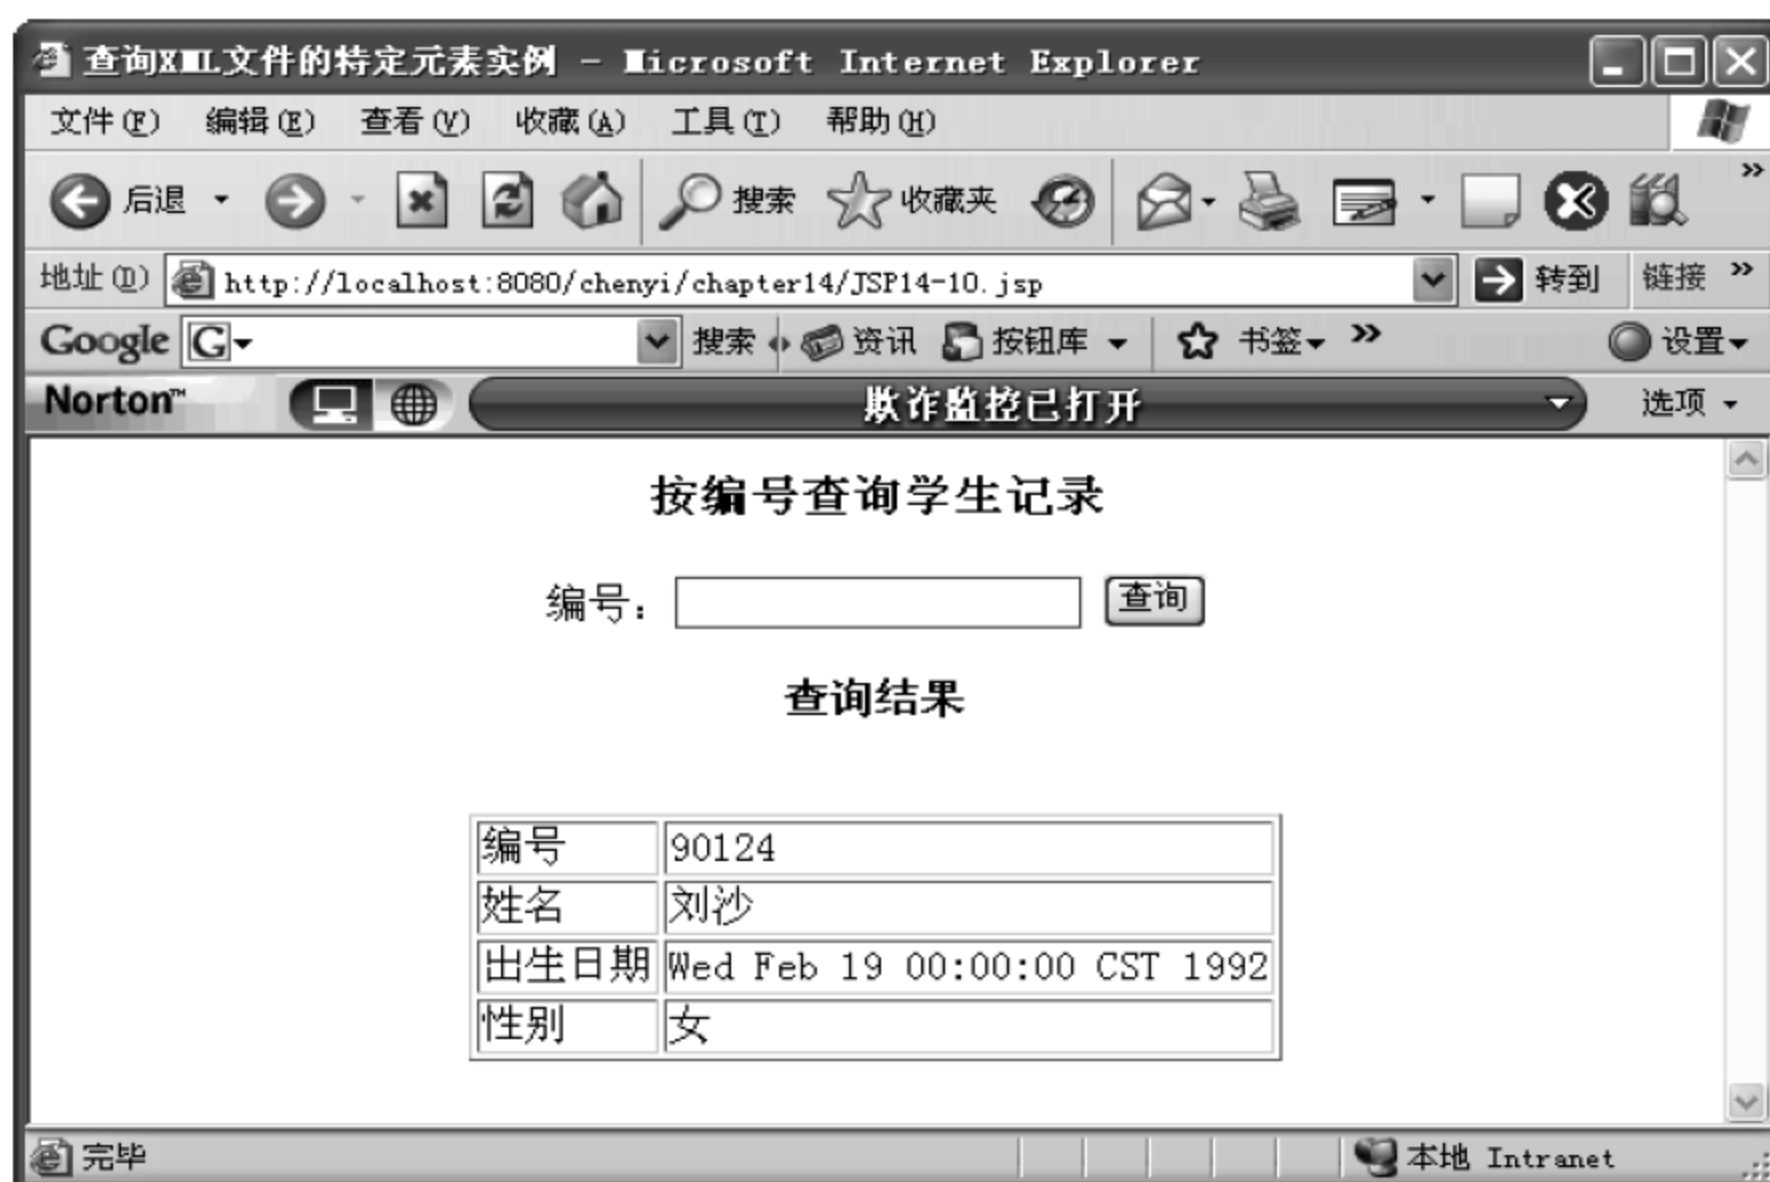 查询XML文件的特定元素实例 - Microsoft Internet Explorer
文件(F) 编辑(E) 查看(V) 收藏(A) 工具(T) 帮助(H)
后退 搜索 收藏夹 »
地址(D) http://localhost:8080/chenyi/chapter14/JSP14-10.jsp 转到 链接 »
Google G 搜索 资讯 按钮库 书签 » 设置
Norton™ 欺诈监控已打开 选项
按编号查询学生记录
编号： 查询
查询结果
编号 90124
姓名 刘沙
出生日期 Wed Feb 19 00:00:00 CST 1992
性别 女
完毕 本地 Intranet